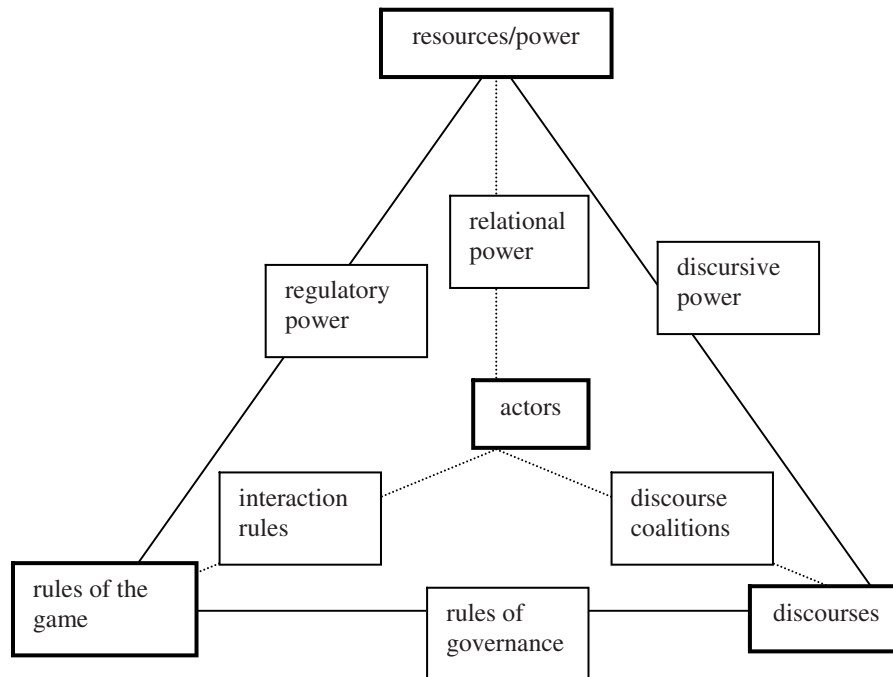 resources/power
relational
power
discursive
power
regulatory
power
actors
interaction
rules
discourse
coalitions
rules of the
game
rules of
governance
discourses